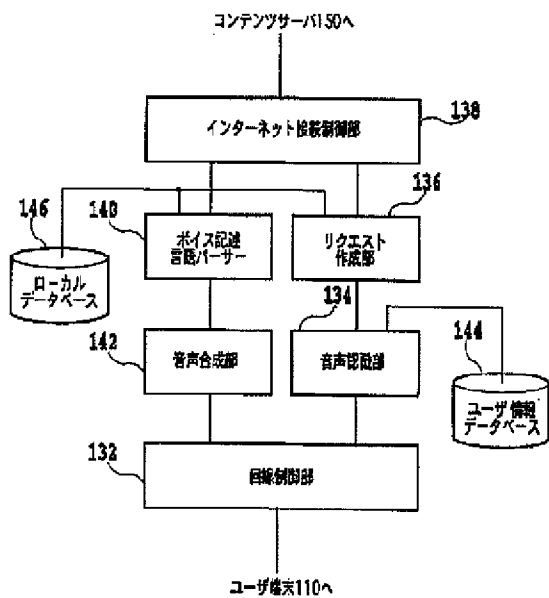 コンテンツサーバ150へ
インターネット接続制御部
138
136
146
140
ボイス記述
言語パーサー
リクエスト
作成部
ローカル
データベース
134
142
音声合成部
音声認識部
144
ユーザ情報
データベース
132
回線制御部
ユーザ端末110へ